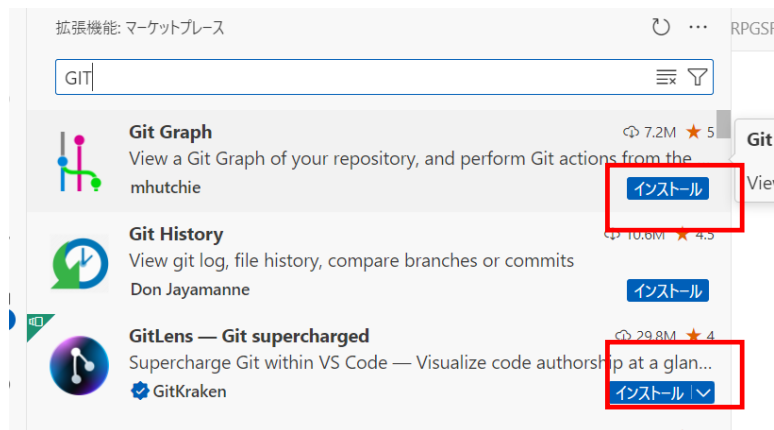 拡張機能: マーケットプレース
RPGSF
GIT
Git Graph
7.2M ★ 5
View a Git Graph of your repository, and perform Git actions from the
mhutchie
インストール
Git
Viev
Git History
10.6M ★ 4.5
View git log, file history, compare branches or commits
Don Jayamanne
インストール
GitLens — Git supercharged
29.8M ★ 4
Supercharge Git within VS Code — Visualize code authorship at a glan...
GitKraken
インストール